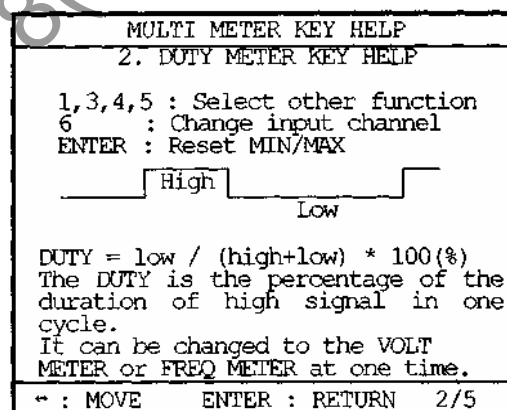 MULTI METER KEY HELP
2. DUTY METER KEY HELP
1,3,4,5 : Select other function
6 : Change input channel
ENTER : Reset MIN/MAX
High
Low
DUTY = low / (high+low) * 100(%)
The DUTY is the percentage of the
duration of high signal in one
cycle.
It can be changed to the VOLT
METER or FREQ METER at one time.
↔ : MOVE ENTER : RETURN 2/5